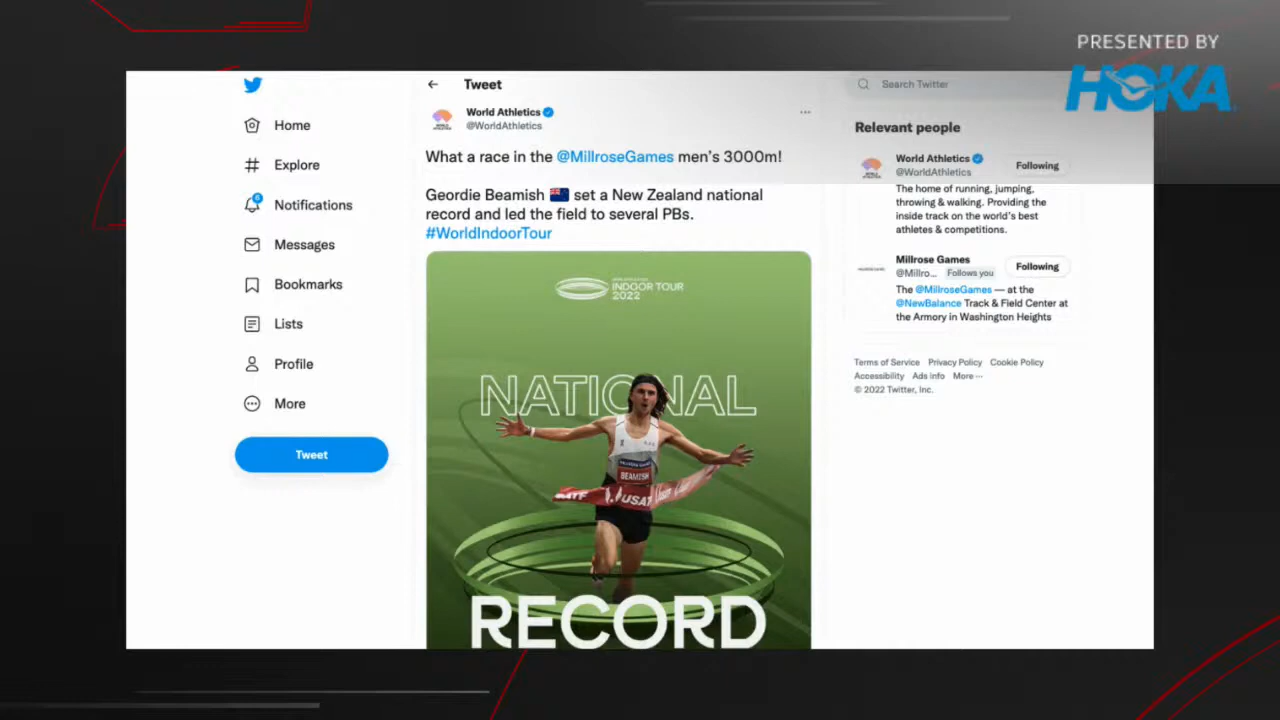 PRESENTED BY
HOKA
Tweet
Search Twitter
World Athletics
@WorldAthletics
What a race in the @MillroseGames men's 3000m!
Geordie Beamish set a New Zealand national
record and led the field to several PBs.
#WorldIndoorTour
INDOOR TOUR
2022
NATIONAL
MILLROSE GAMES
BEAMISH
USATF
RECORD
6
Home
Explore
Notifications
Messages
Bookmarks
Lists
Profile
More
Tweet
Relevant people
World Athletics
@WorldAthletics
Following
The home of running, jumping,
throwing & walking. Providing the
inside track on the world's best
athletes & competitions.
Millrose Games
@Millro... Follows you
Following
The @MillroseGames — at the
@NewBalance Track & Field Center at
the Armory in Washington Heights
Terms of Service Privacy Policy Cookie Policy
Accessibility Ads info More ...
© 2022 Twitter, Inc.